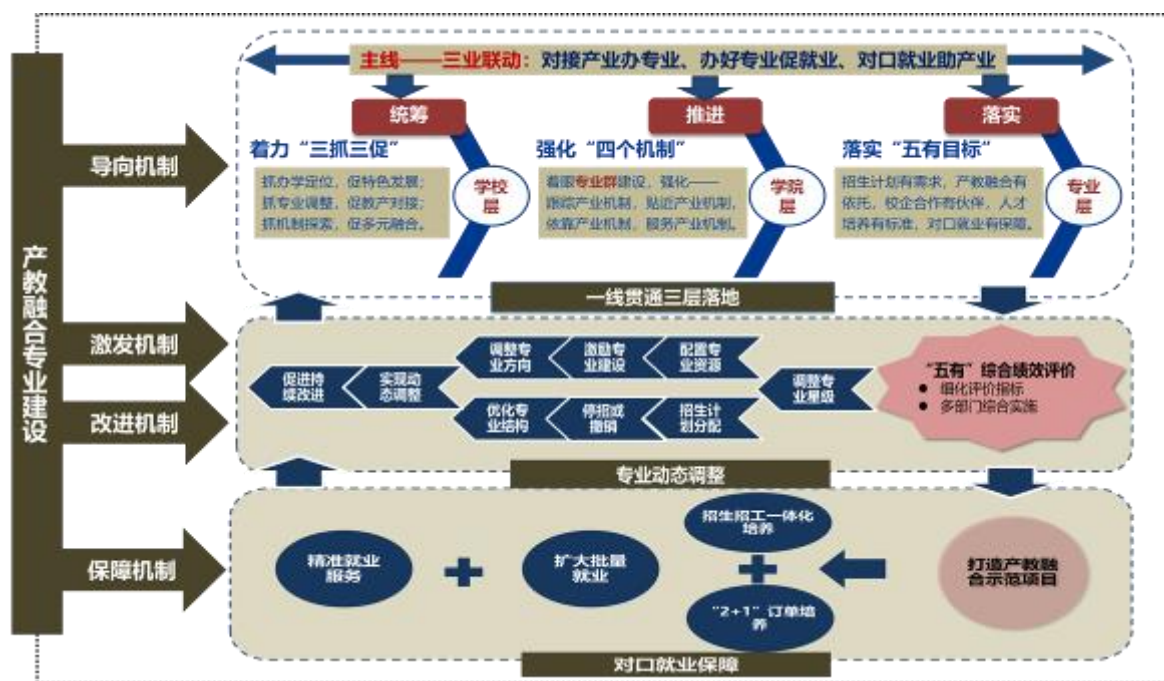 产教融合专业建设
导向机制
激发机制
改进机制
保障机制
主线——三业联动：对接产业办专业、办好专业促就业、对口就业助产业
统筹
着力“三抓三促”
抓办学定位，促特色发展；
抓专业调整，促教产对接；
抓机制探索，促多元融合。
学校
层
推进
强化“四个机制”
着眼专业群建设，强化——
跟踪产业机制，贴近产业机制，
依靠产业机制，服务产业机制。
学院
层
落实
落实“五有目标”
招生计划有需求，产教融合有
依托，校企合作有伙伴，人才
培养有标准，对口就业有保障。
专业
层
一线贯通三层落地
促进持
续改进
实现动
态调整
调整专
业方向
激励专
业建设
配置专
业资源
优化专
业结构
停招或
撤销
招生计
划分配
调整专
业星级
“五有”综合绩效评价
● 细化评价指标
● 多部门综合实施
专业动态调整
精准就业
服务
扩大批量
就业
招生招工一体化
培养
“2+1”订单培
养
打造产教融
合示范项目
对口就业保障